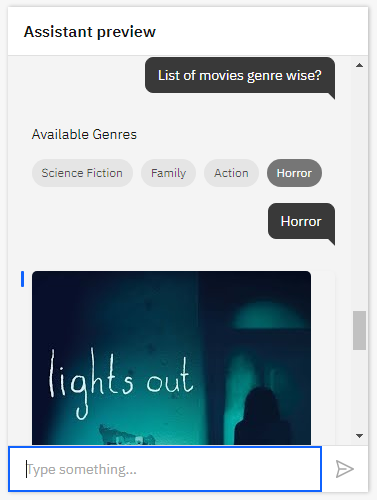 Assistant preview
List of movies genre wise?
Available Genres
Science Fiction
Family
Action
Horror
Horror
lights out
Type something...